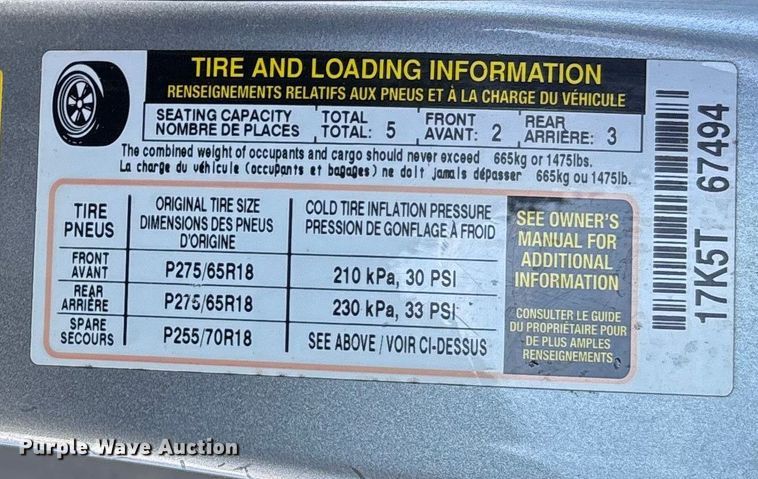 TIRE AND LOADING INFORMATION
RENSEIGNEMENTS RELATIFS AUX PNEUS ET À LA CHARGE DU VÉHICULE
SEATING CAPACITY
NOMBRE DE PLACES
TOTAL
TOTAL: 5
FRONT
AVANT: 2
REAR
ARRIÈRE: 3
The combined weight of occupants and cargo should never exceed 665kg or 1475lbs.
La charge du véhicule (occupants et bagages) ne doit jamais dépasser 665kg ou 1475lb.
TIRE
PNEUS
ORIGINAL TIRE SIZE
DIMENSIONS DES PNEUS
D'ORIGINE
COLD TIRE INFLATION PRESSURE
PRESSION DE GONFLAGE À FROID
FRONT
AVANT
P275/65R18
210 kPa, 30 PSI
REAR
ARRIÈRE
P275/65R18
230 kPa, 33 PSI
SPARE
SECOURS
P255/70R18
SEE ABOVE / VOIR CI-DESSUS
SEE OWNER'S
MANUAL FOR
ADDITIONAL
INFORMATION
CONSULTER LE GUIDE
DU PROPRIÉTAIRE POUR
DE PLUS AMPLES
RENSEIGNEMENTS
17K5T 67494
Purple Wave Auction